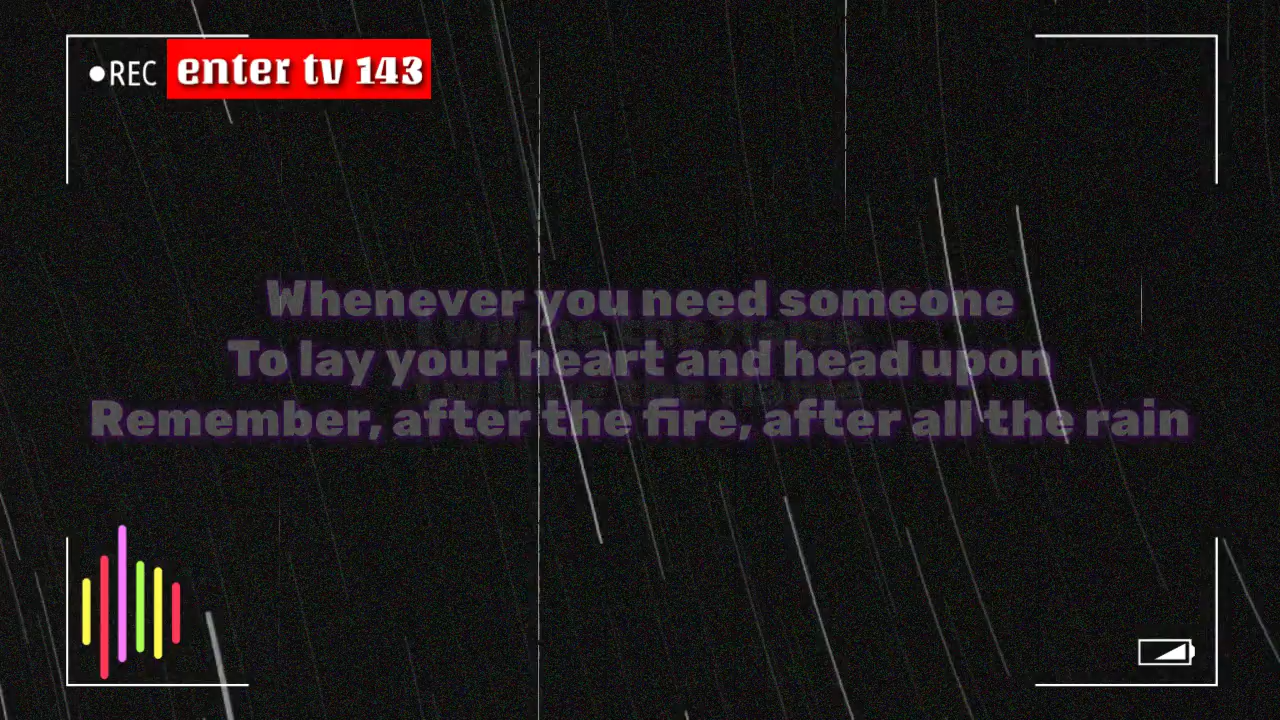 REC enter tv 143
Whenever you need someone
To lay your heart and head upon
Remember, after the fire, after all the rain